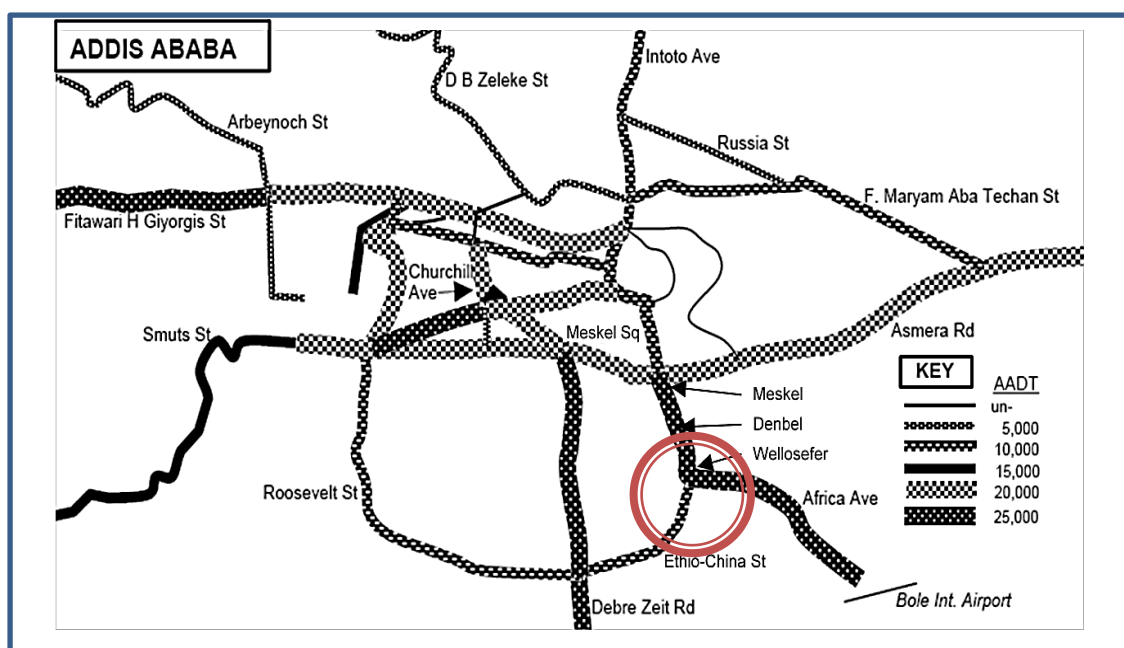 ADDIS ABABA
Intoto Ave
D B Zeleke St
Arbeynoch St
Russia St
F. Maryam Aba Techan St
Fitawari H Giyorgis St
Churchill
Ave
Smuts St
Meskel Sq
Asmera Rd
KEY
AADT
un-
5,000
10,000
15,000
20,000
25,000
Meskel
Denbel
Wellosefer
Roosevelt St
Africa Ave
Ethio-China St
Debre Zeit Rd
Bole Int. Airport